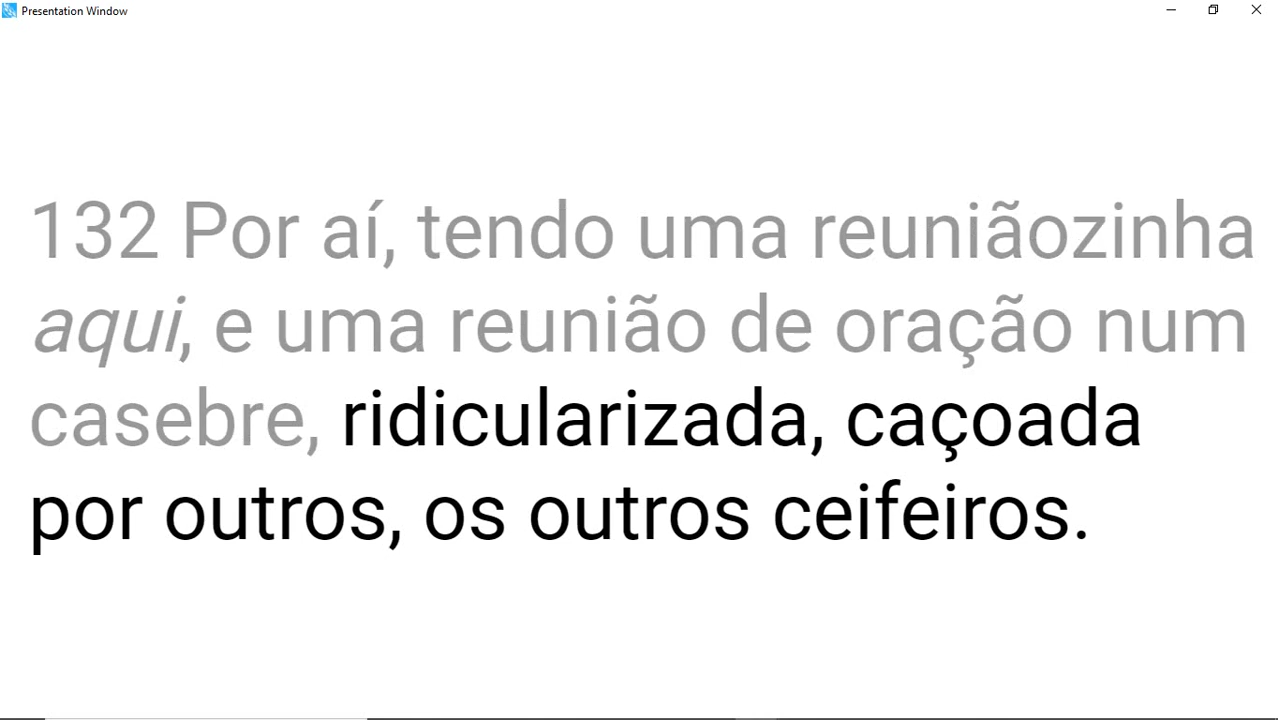 Presentation Window
132 Por aí, tendo uma reuniãozinha
aqui, e uma reunião de oração num
casebre, ridicularizada, caçoada
por outros, os outros ceifeiros.